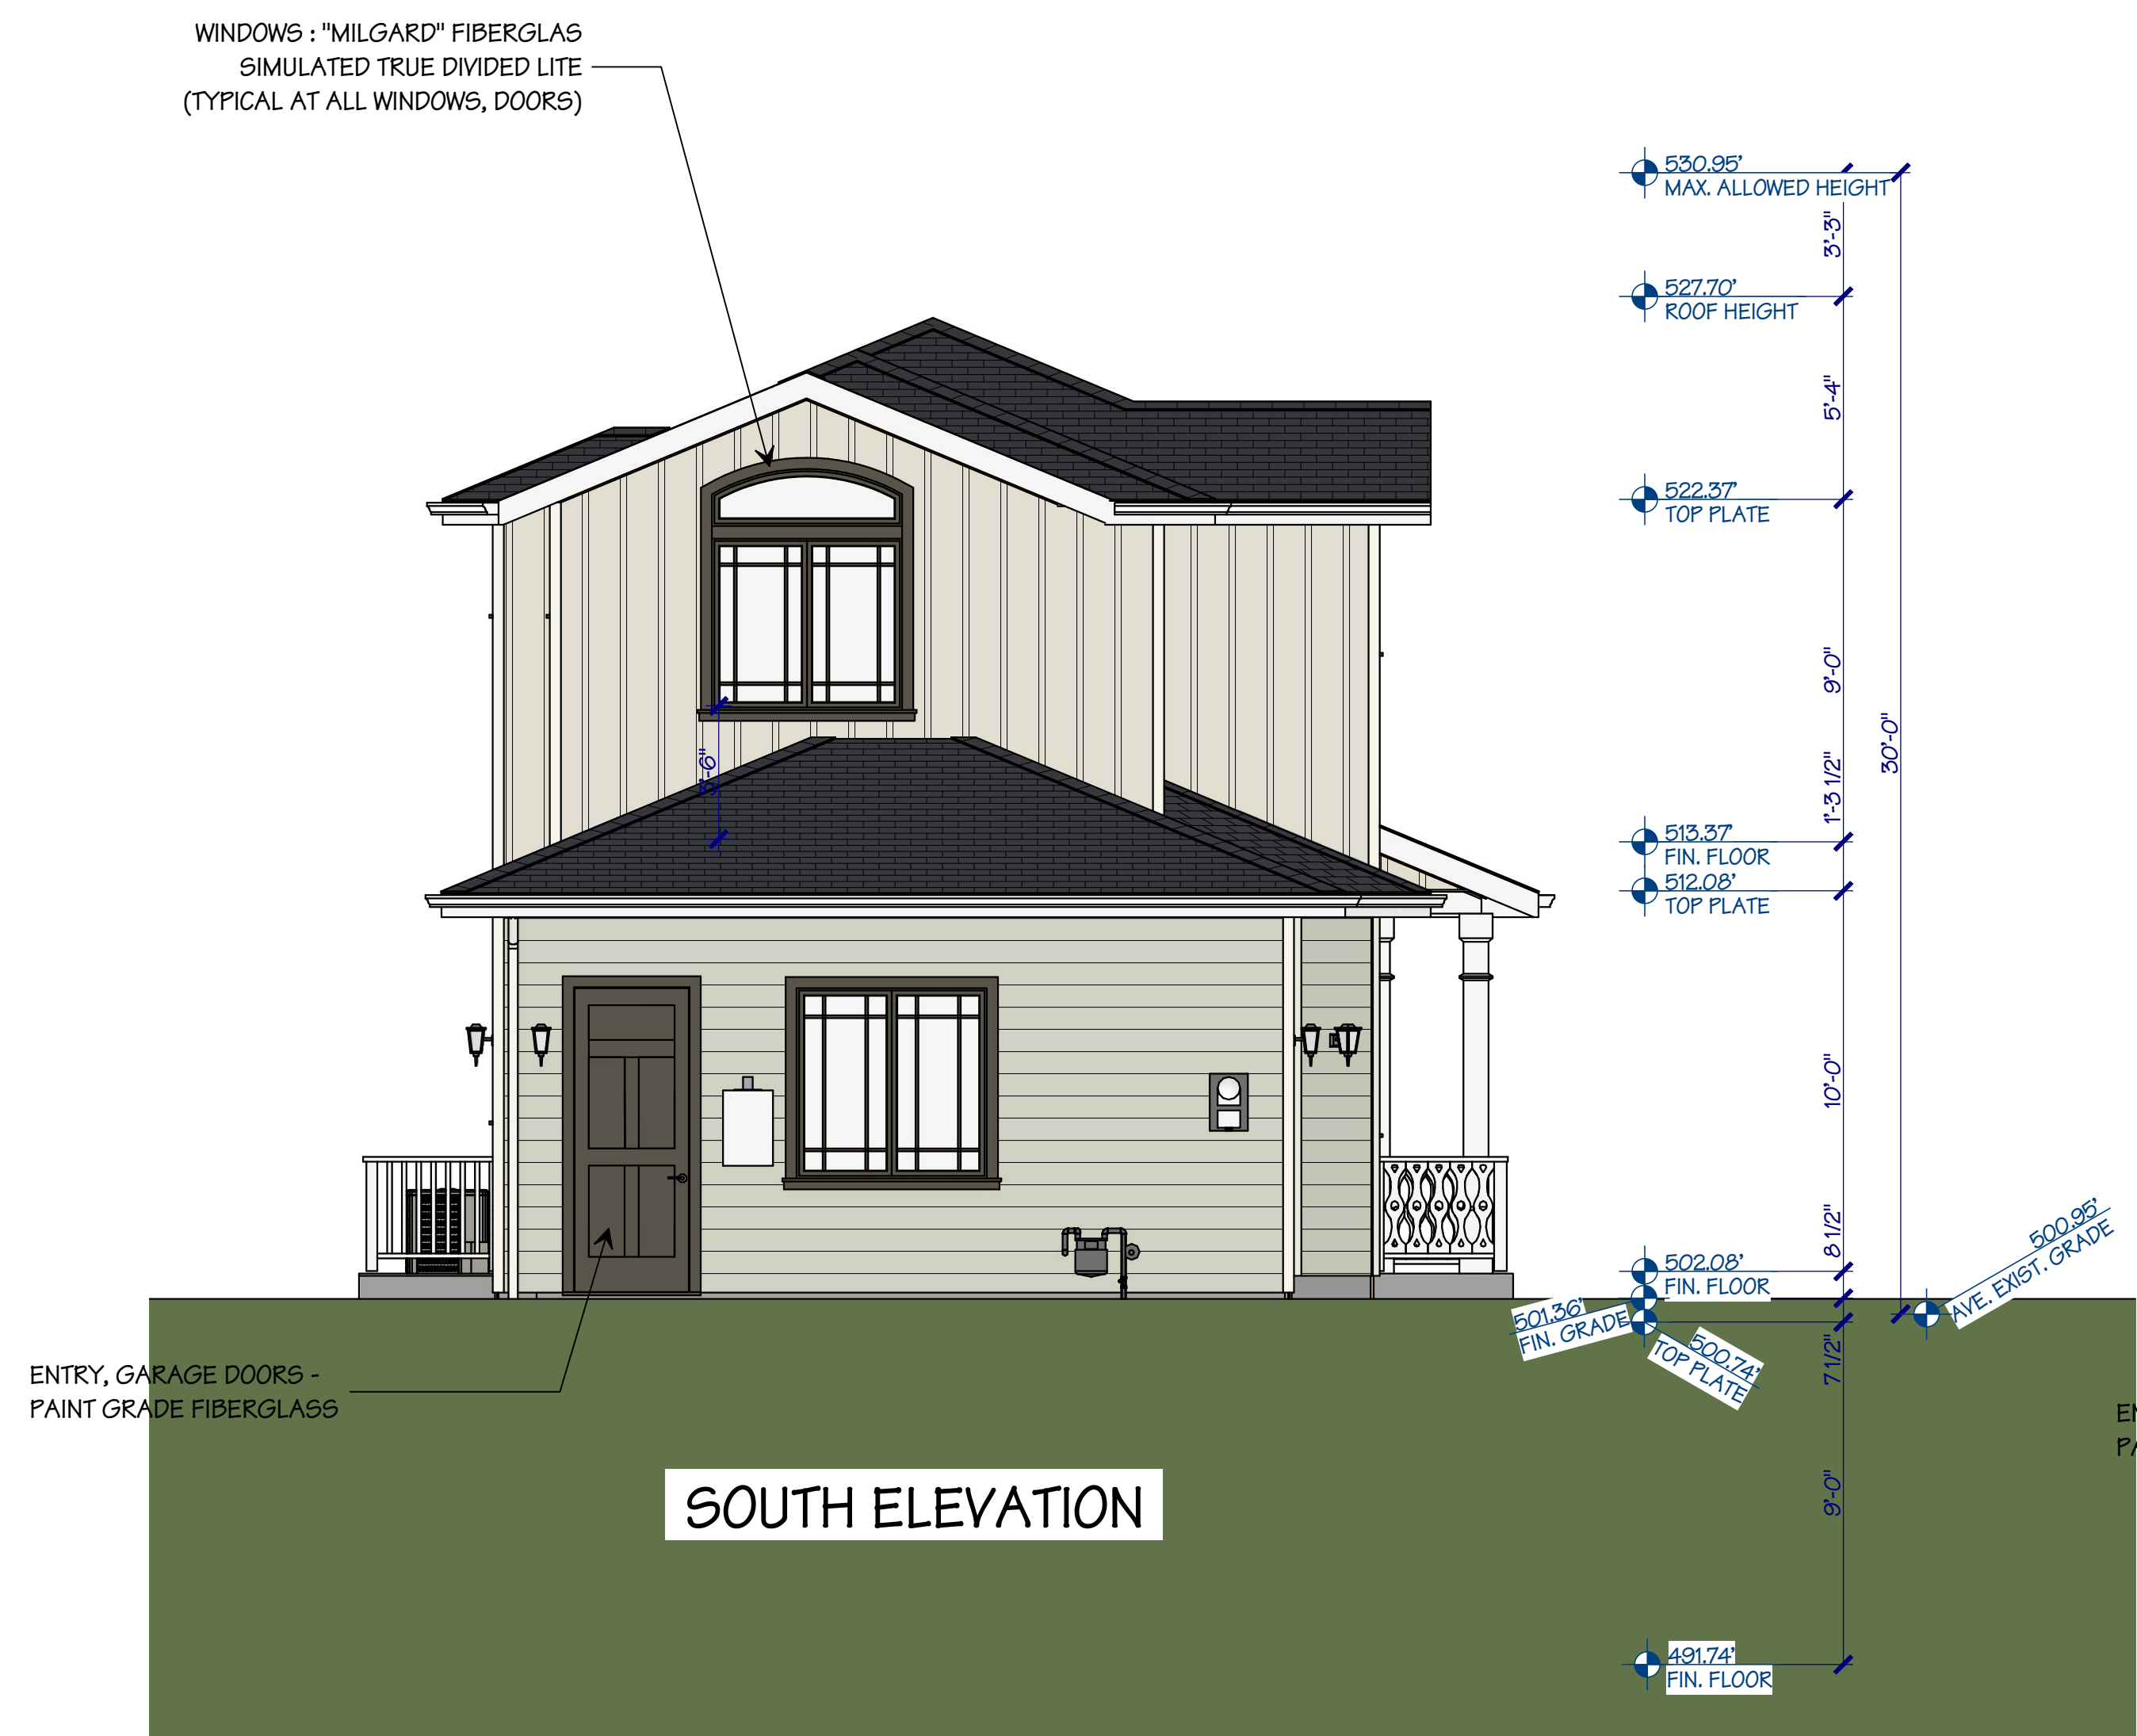 WINDOWS : "MILGARD" FIBERGLAS
SIMULATED TRUE DIVIDED LITE
(TYPICAL AT ALL WINDOWS, DOORS)
530.95'
MAX. ALLOWED HEIGHT
3'-3"
527.70'
ROOF HEIGHT
5'-4"
522.37'
TOP PLATE
9'-0"
30'-0"
1'-3 1/2"
513.37'
FIN. FLOOR
512.08'
TOP PLATE
10'-0"
8 1/2"
502.08'
FIN. FLOOR
500.95'
AVE. EXIST. GRADE
501.36'
FIN. GRADE
500.74'
TOP PLATE
7 1/2"
ENTRY, GARAGE DOORS -
PAINT GRADE FIBERGLASS
9'-0"
SOUTH ELEVATION
491.74'
FIN. FLOOR